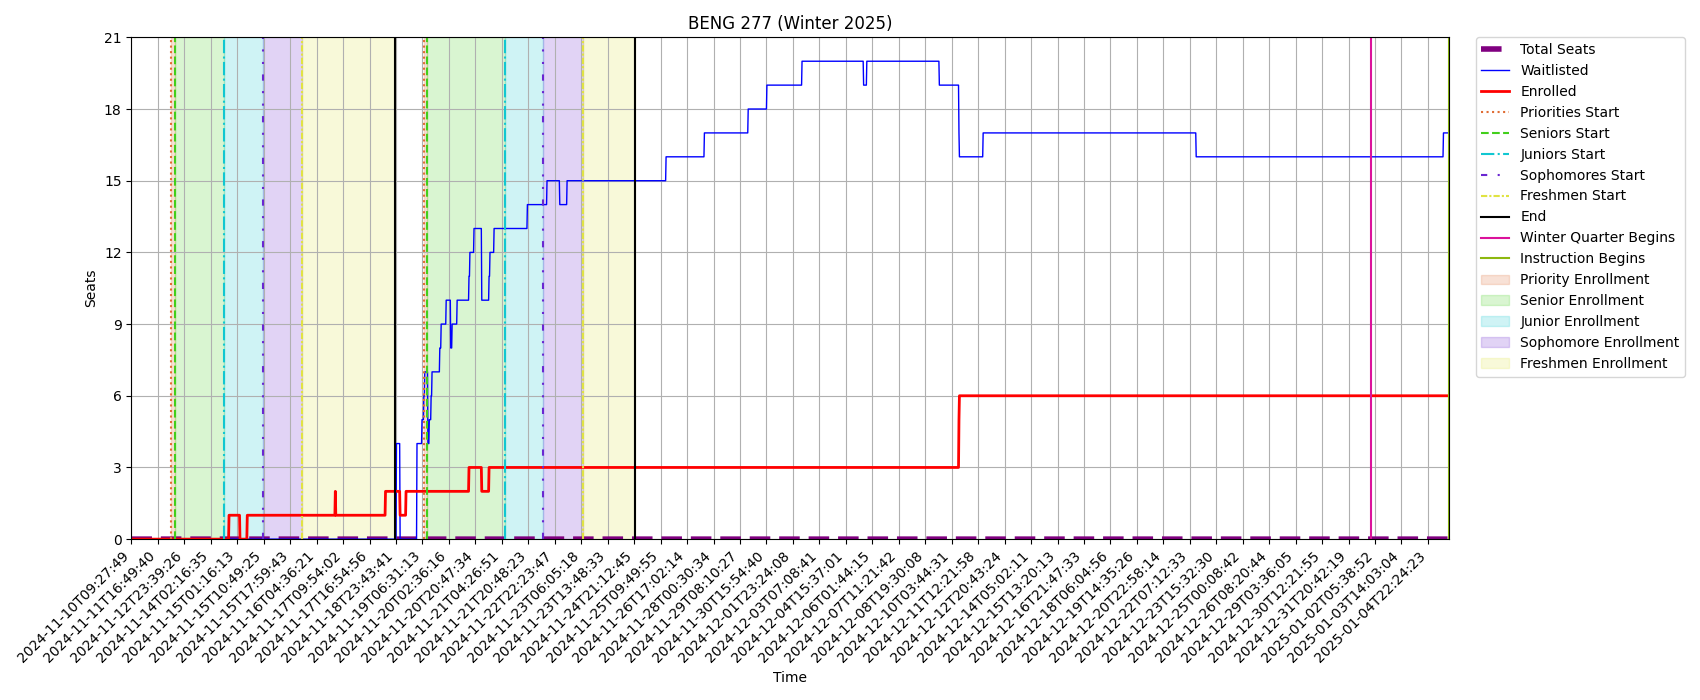 BENG 277 (Winter 2025)
21
18
15
12
9
6
3
0
Seats
2024-11-10T09:27:49
2024-11-11T16:49:40
2024-11-12T23:39:26
2024-11-14T02:16:35
2024-11-15T01:16:13
2024-11-15T10:49:25
2024-11-15T17:59:43
2024-11-16T04:36:21
2024-11-17T09:54:02
2024-11-17T16:54:56
2024-11-18T23:43:41
2024-11-19T06:31:13
2024-11-20T02:36:16
2024-11-20T20:47:34
2024-11-21T04:26:51
2024-11-21T20:48:23
2024-11-22T22:23:47
2024-11-23T06:05:18
2024-11-23T13:48:33
2024-11-24T21:12:45
2024-11-25T09:49:55
2024-11-26T17:02:14
2024-11-28T00:30:34
2024-11-29T08:10:27
2024-11-30T15:54:40
2024-12-01T23:24:08
2024-12-03T07:08:41
2024-12-04T15:37:01
2024-12-06T01:44:15
2024-12-07T11:21:42
2024-12-08T19:30:08
2024-12-10T03:44:31
2024-12-11T12:21:58
2024-12-12T20:43:24
2024-12-14T05:02:11
2024-12-15T13:20:13
2024-12-16T21:47:33
2024-12-18T06:04:56
2024-12-19T14:35:26
2024-12-20T22:58:14
2024-12-22T07:12:33
2024-12-23T15:32:30
2024-12-25T00:08:42
2024-12-26T08:20:44
2024-12-29T03:36:05
2024-12-30T12:21:55
2024-12-31T20:42:19
2025-01-02T05:38:52
2025-01-03T14:03:04
2025-01-04T22:24:23
Time
Total Seats
Waitlisted
Enrolled
Priorities Start
Seniors Start
Juniors Start
Sophomores Start
Freshmen Start
End
Winter Quarter Begins
Instruction Begins
Priority Enrollment
Senior Enrollment
Junior Enrollment
Sophomore Enrollment
Freshmen Enrollment